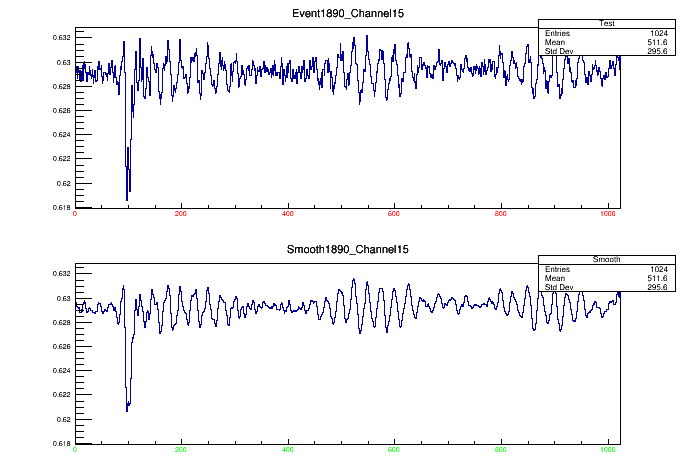 Event1890_Channel15
Test
Entries 1024
Mean 511.6
Std Dev 295.6
0.632
0.63
0.628
0.626
0.624
0.622
0.62
0.618
0 200 400 600 800 1000
Smooth1890_Channel15
Smooth
Entries 1024
Mean 511.6
Std Dev 295.6
0.632
0.63
0.628
0.626
0.624
0.622
0.62
0.618
0 200 400 600 800 1000